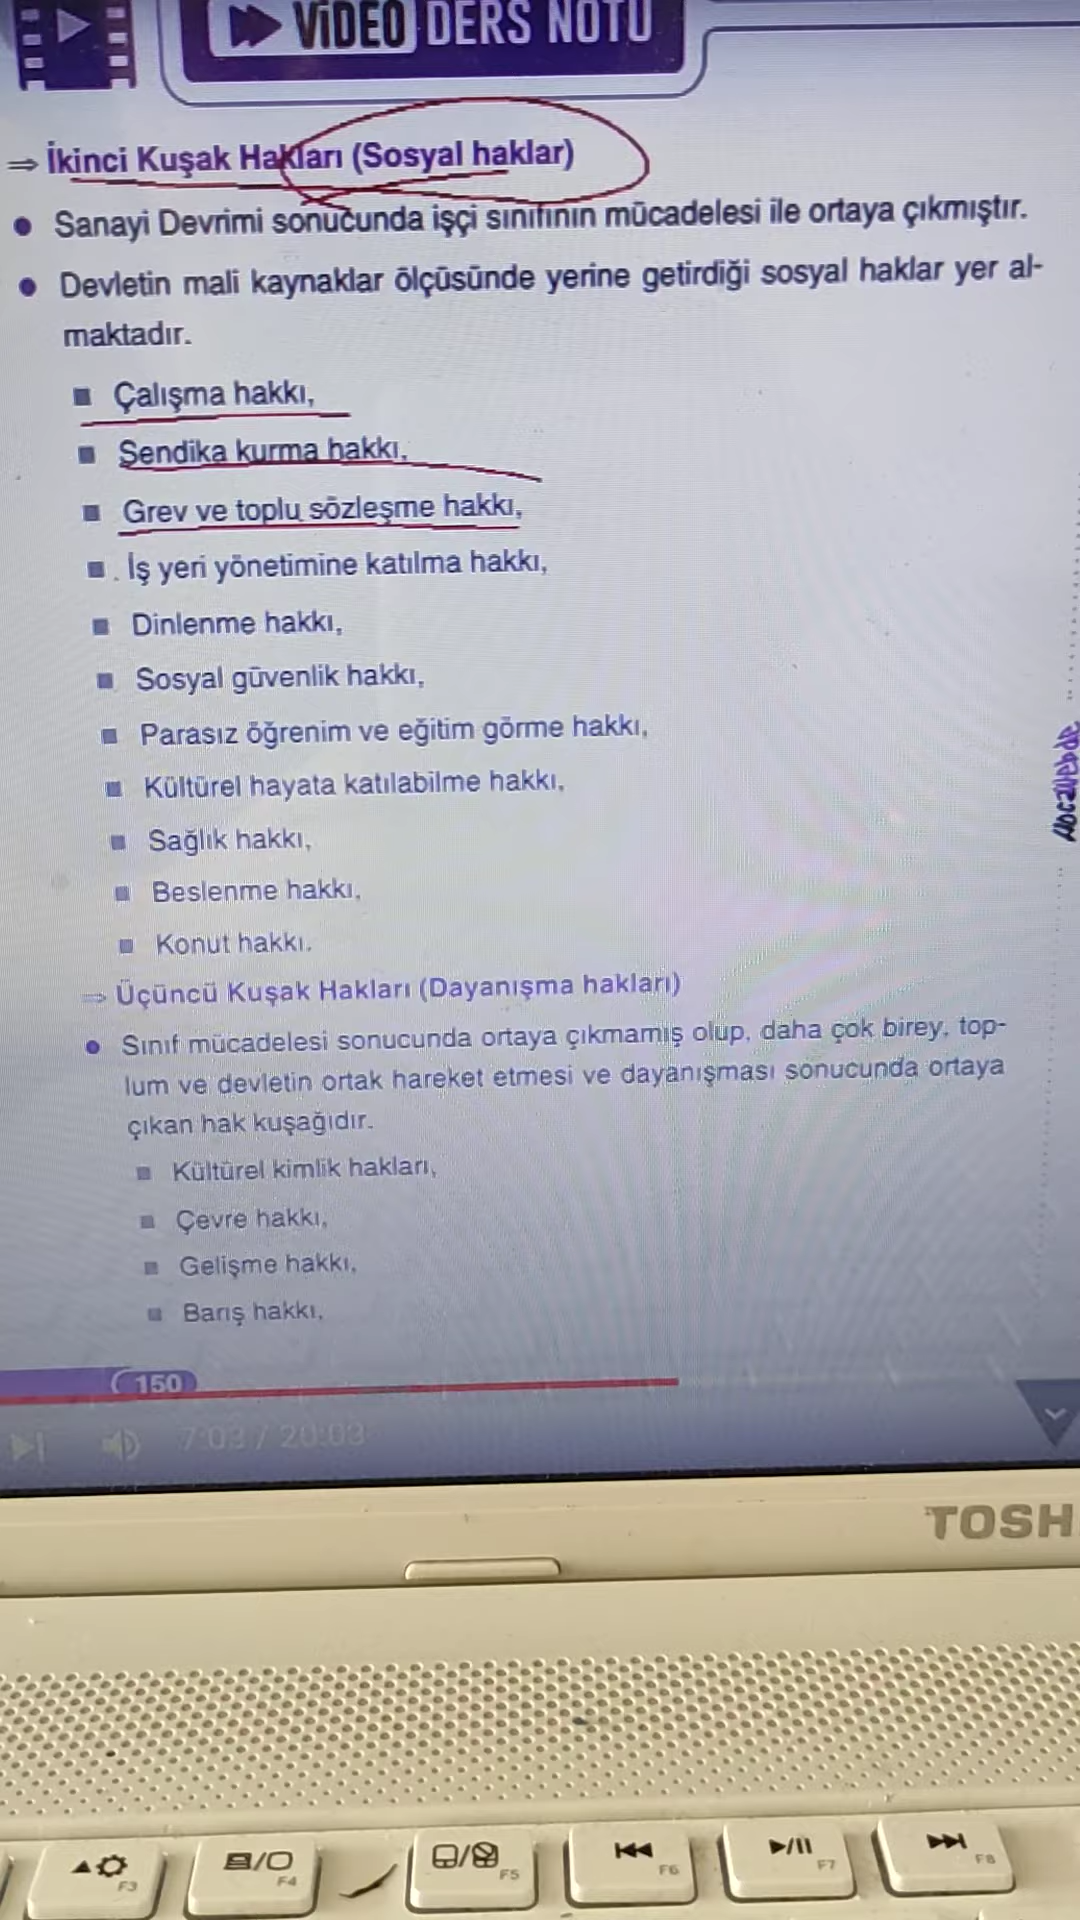 VİDEO DERS NOTU
⇒ İkinci Kuşak Hakları (Sosyal haklar)
• Sanayi Devrimi sonucunda işçi sınıfının mücadelesi ile ortaya çıkmıştır.
• Devletin mali kaynaklar ölçüsünde yerine getirdiği sosyal haklar yer al-
maktadır.
■ Çalışma hakkı,
■ Sendika kurma hakkı,
■ Grev ve toplu sözleşme hakkı,
■ İş yeri yönetimine katılma hakkı,
■ Dinlenme hakkı,
■ Sosyal güvenlik hakkı,
■ Parasız öğrenim ve eğitim görme hakkı,
■ Kültürel hayata katılabilme hakkı,
■ Sağlık hakkı,
■ Beslenme hakkı,
■ Konut hakkı.
⇒ Üçüncü Kuşak Hakları (Dayanışma hakları)
• Sınıf mücadelesi sonucunda ortaya çıkmamış olup, daha çok birey, top-
lum ve devletin ortak hareket etmesi ve dayanışması sonucunda ortaya
çıkan hak kuşağıdır.
■ Kültürel kimlik hakları,
■ Çevre hakkı,
■ Gelişme hakkı,
■ Barış hakkı,
150
7:03 / 20:03
TOSH
F3
F4
F5
F6
F7
F8